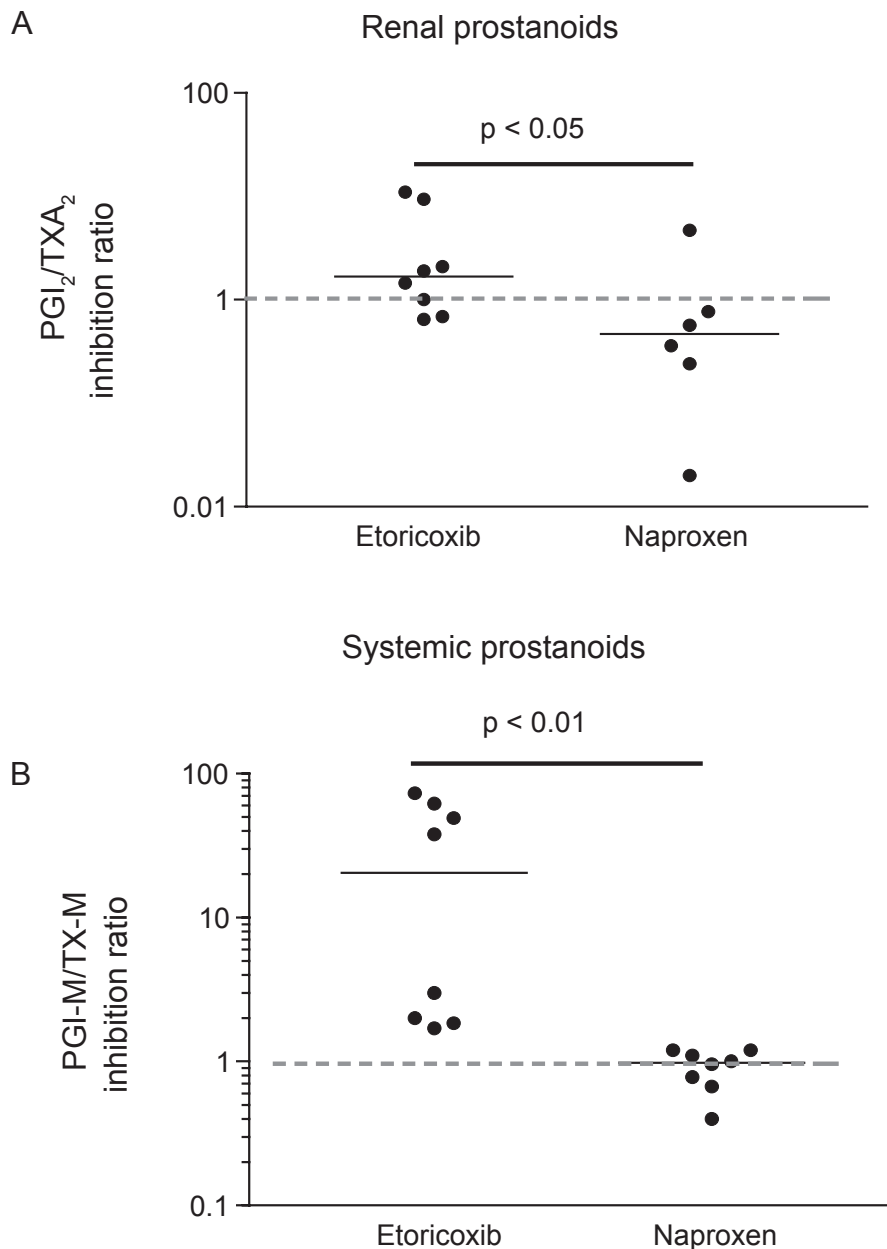 A
Renal prostanoids
100
p < 0.05
PGI₂/TXA₂
inhibition ratio
1
0.01
Etoricoxib
Naproxen
Systemic prostanoids
p < 0.01
B
100
PGI-M/TX-M
inhibition ratio
10
1
0.1
Etoricoxib
Naproxen